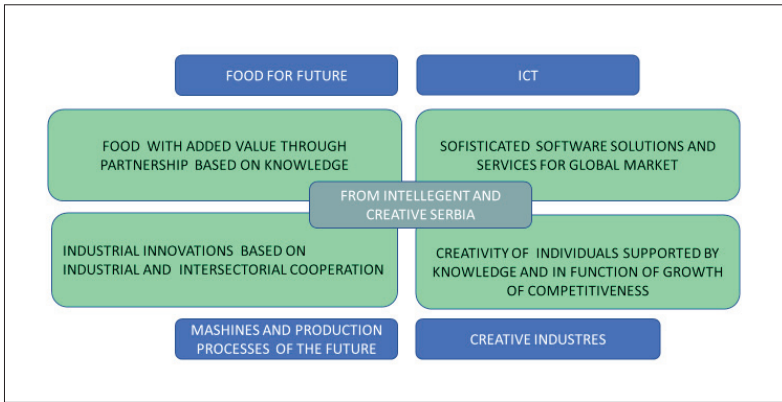 FOOD FOR FUTURE
ICT
FOOD WITH ADDED VALUE THROUGH
PARTNERSHIP BASED ON KNOWLEDGE
SOFISTICATED SOFTWARE SOLUTIONS AND
SERVICES FOR GLOBAL MARKET
FROM INTELLEGENT AND
CREATIVE SERBIA
INDUSTRIAL INNOVATIONS BASED ON
INDUSTRIAL AND INTERSECTORIAL COOPERATION
CREATIVITY OF INDIVIDUALS SUPPORTED BY
KNOWLEDGE AND IN FUNCTION OF GROWTH
OF COMPETITIVENESS
MASHINES AND PRODUCTION
PROCESSES OF THE FUTURE
CREATIVE INDUSTRES